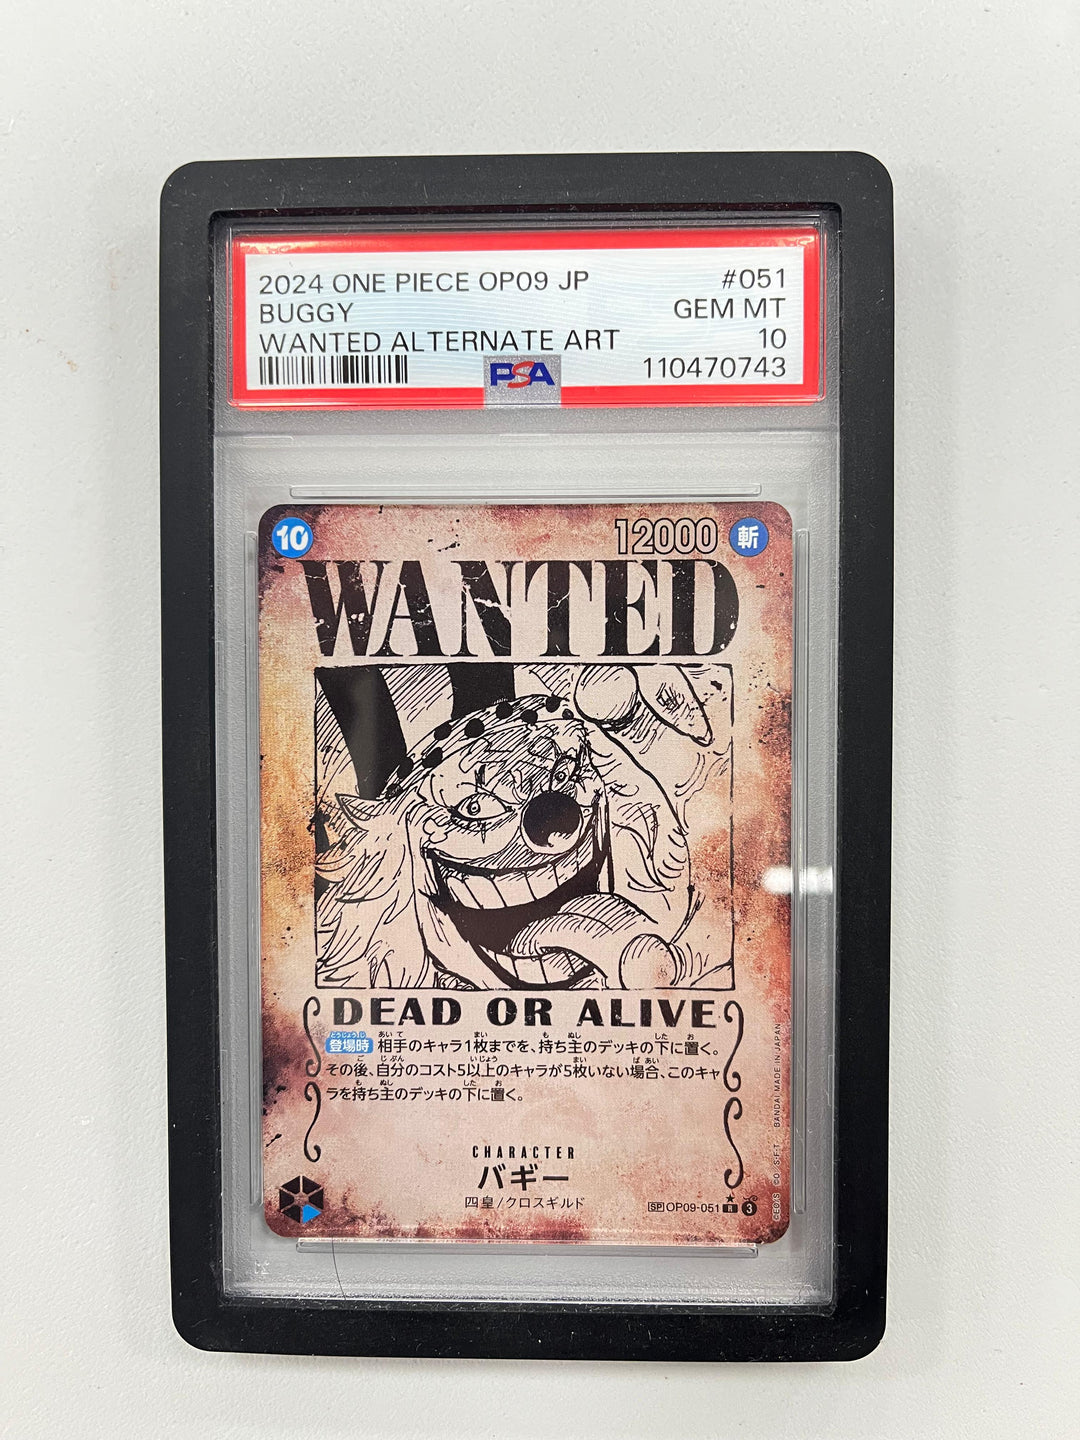 2024 ONE PIECE OP09 JP #051
BUGGY GEM MT
WANTED ALTERNATE ART 10
PSA 110470743
10 12000 斬
WANTED
DEAD OR ALIVE
登場時 相手のキャラ1枚までを、持ち主のデッキの下に置く。
その後、自分のコスト5以上のキャラが5枚いない場合、このキャ
ラを持ち主のデッキの下に置く。
CHARACTER
バギー
四皇/クロスギルド
SP OP09-051 R 3
BANDAI MADE IN JAPAN